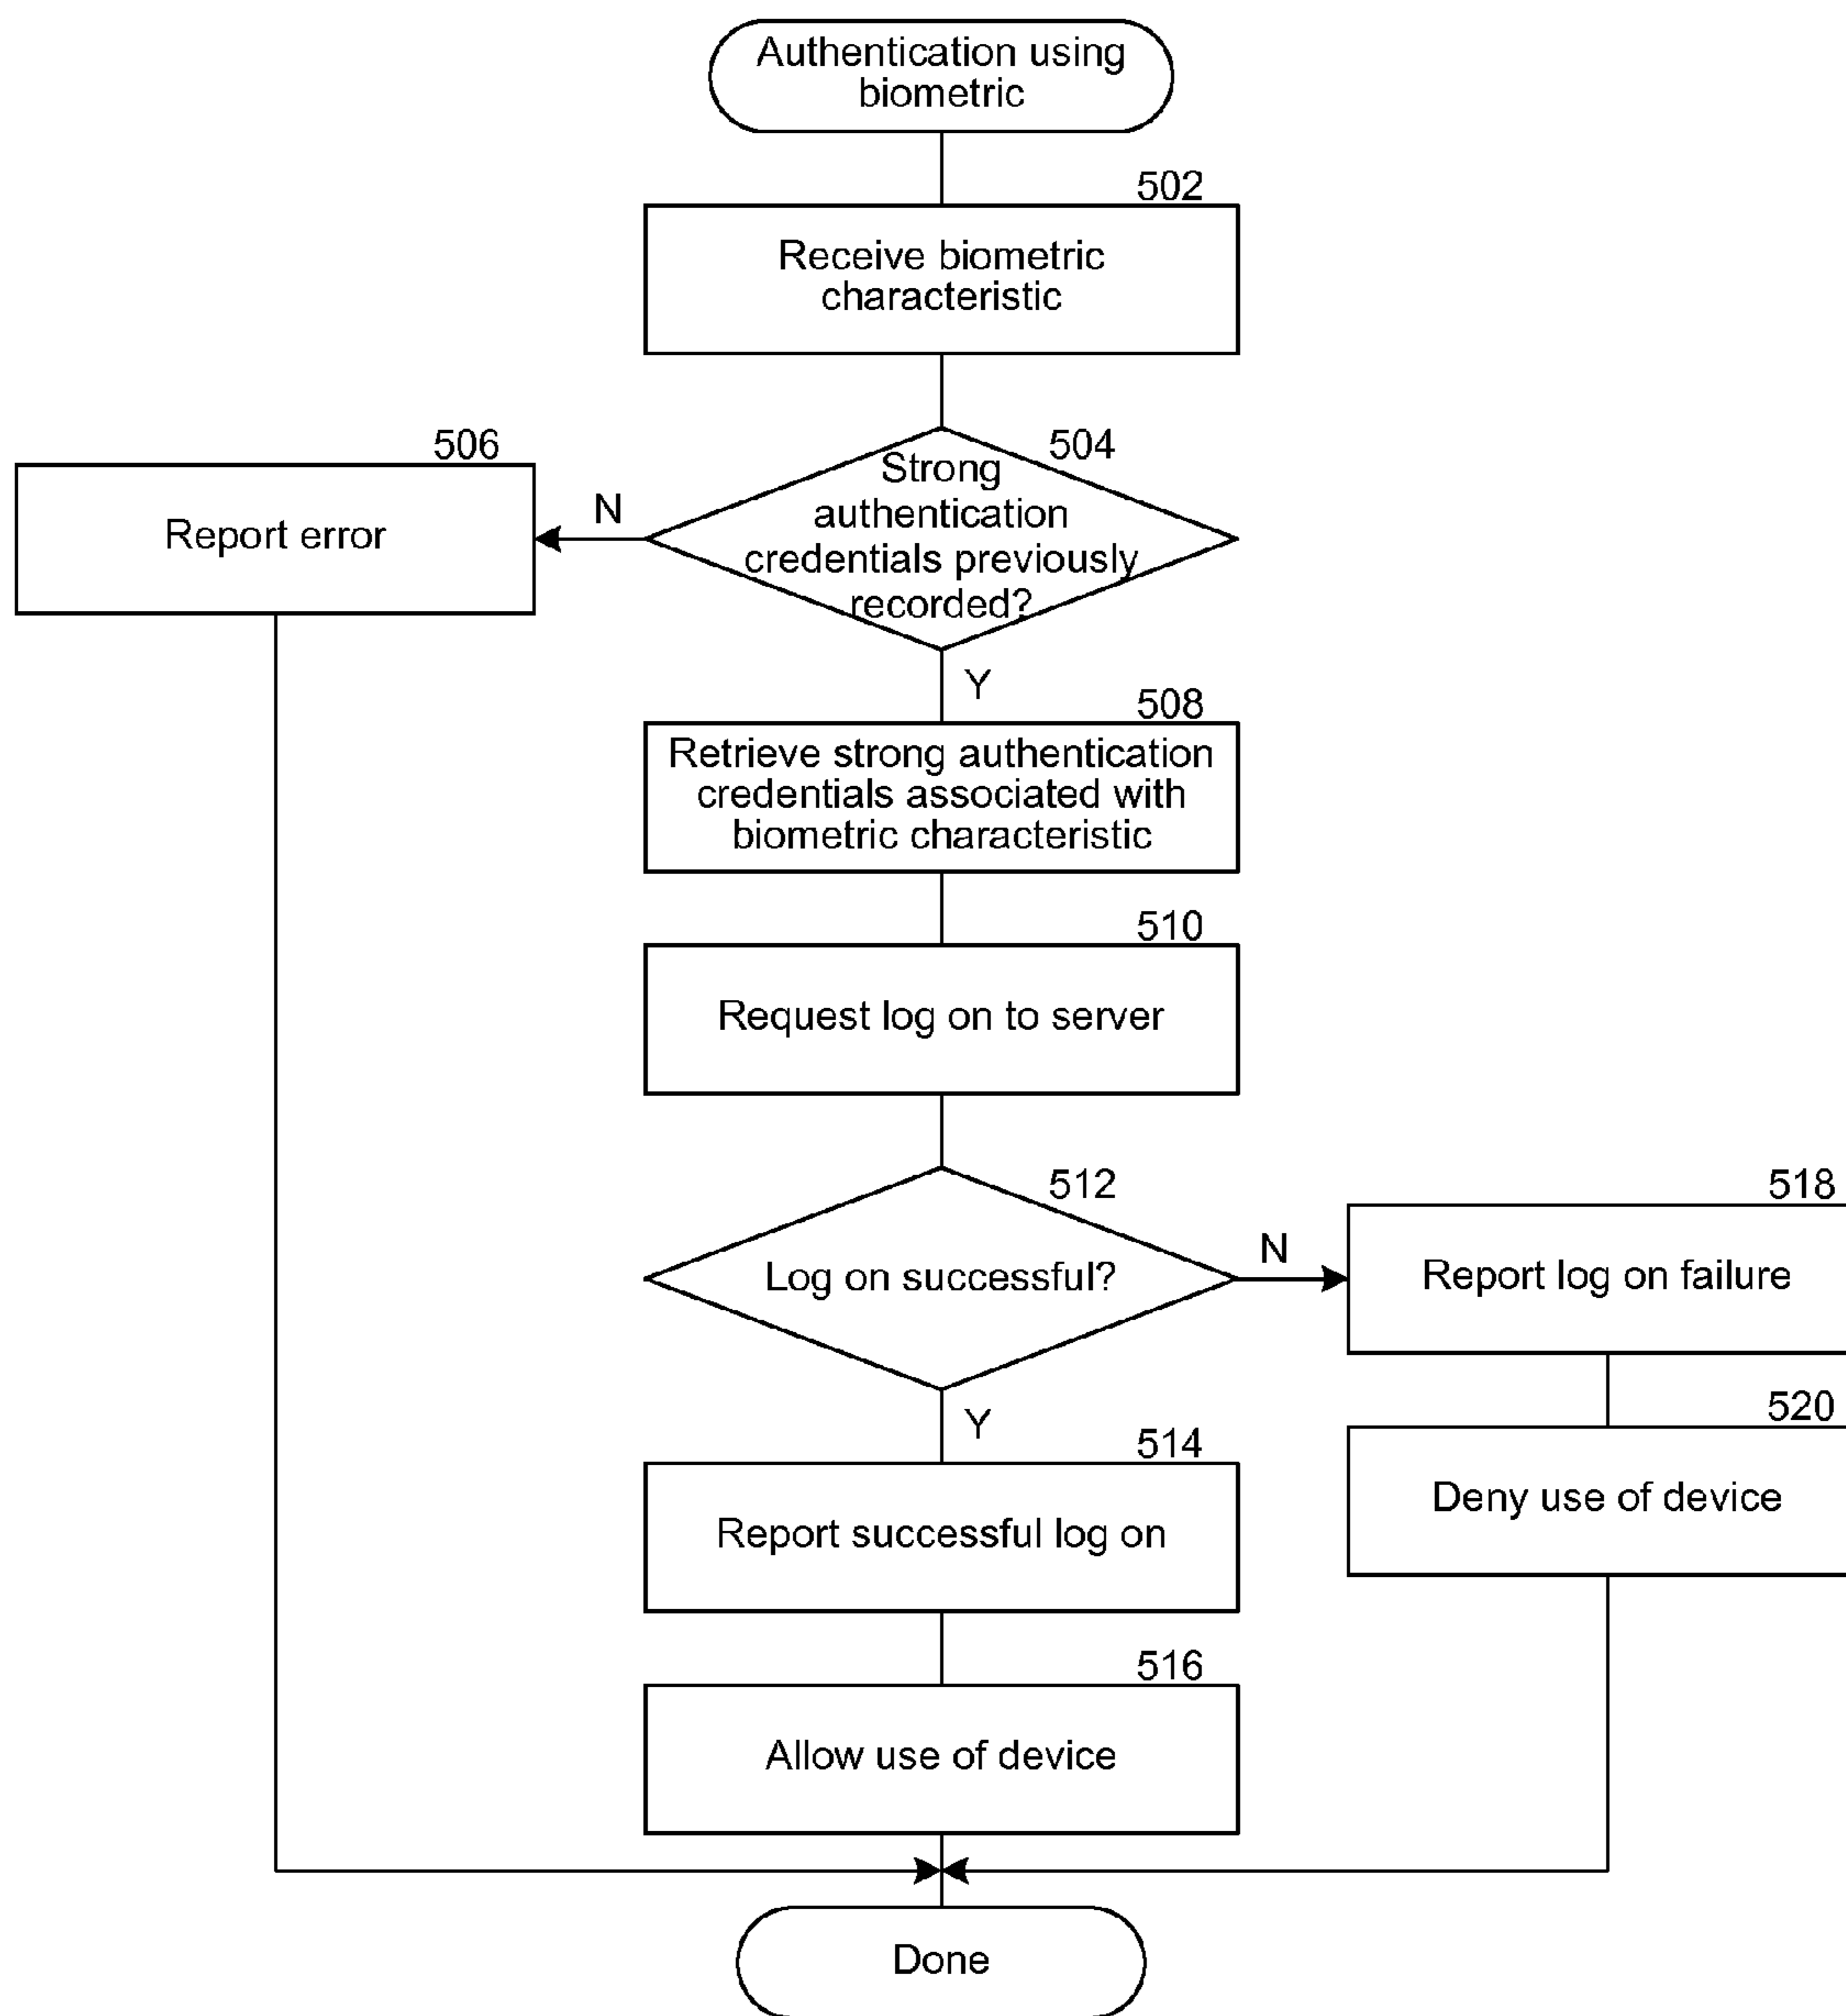 Authentication using
biometric
502
Receive biometric
characteristic
504
Strong
authentication
credentials previously
recorded?
N
506
Report error
Y
508
Retrieve strong authentication
credentials associated with
biometric characteristic
510
Request log on to server
512
Log on successful?
N
518
Report log on failure
520
Deny use of device
Y
514
Report successful log on
516
Allow use of device
Done